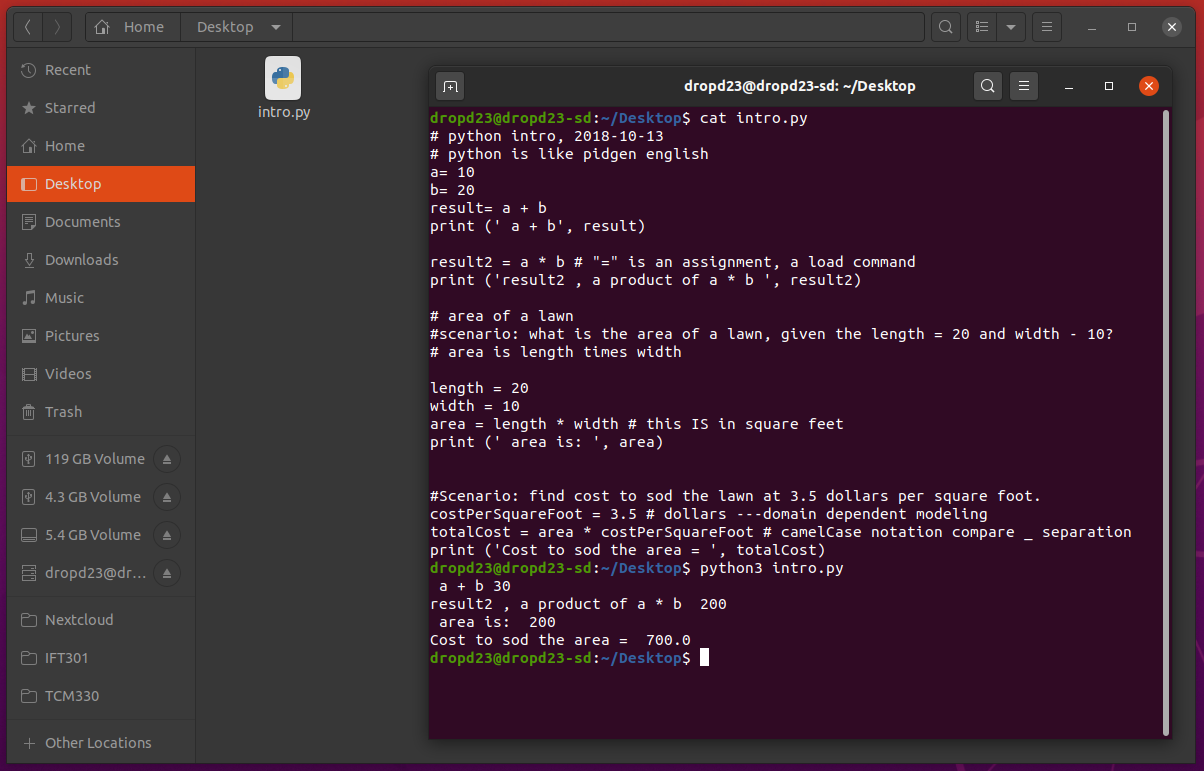 Home
Desktop
Recent
Starred
Home
Desktop
Documents
Downloads
Music
Pictures
Videos
Trash
119 GB Volume
4.3 GB Volume
5.4 GB Volume
dropd23@dr...
Nextcloud
IFT301
TCM330
Other Locations
intro.py
dropd23@dropd23-sd: ~/Desktop
dropd23@dropd23-sd:~/Desktop$ cat intro.py
# python intro, 2018-10-13
# python is like pidgen english
a= 10
b= 20
result= a + b
print (' a + b', result)
result2 = a * b # "=" is an assignment, a load command
print ('result2 , a product of a * b ', result2)
# area of a lawn
#scenario: what is the area of a lawn, given the length = 20 and width - 10?
# area is length times width
length = 20
width = 10
area = length * width # this IS in square feet
print (' area is: ', area)
#Scenario: find cost to sod the lawn at 3.5 dollars per square foot.
costPerSquareFoot = 3.5 # dollars ---domain dependent modeling
totalCost = area * costPerSquareFoot # camelCase notation compare _ separation
print ('Cost to sod the area = ', totalCost)
dropd23@dropd23-sd:~/Desktop$ python3 intro.py
 a + b 30
result2 , a product of a * b  200
 area is:  200
Cost to sod the area =  700.0
dropd23@dropd23-sd:~/Desktop$